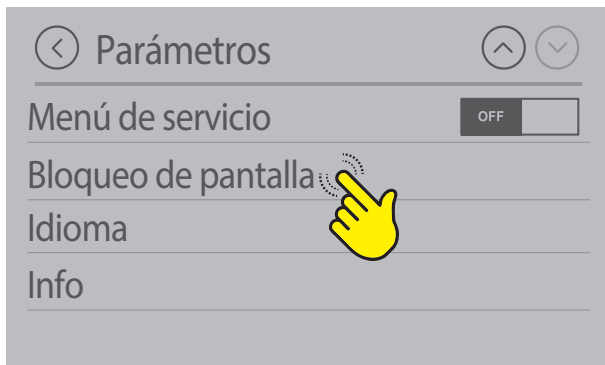 Parámetros
Menú de servicio OFF
Bloqueo de pantalla
Idioma
Info